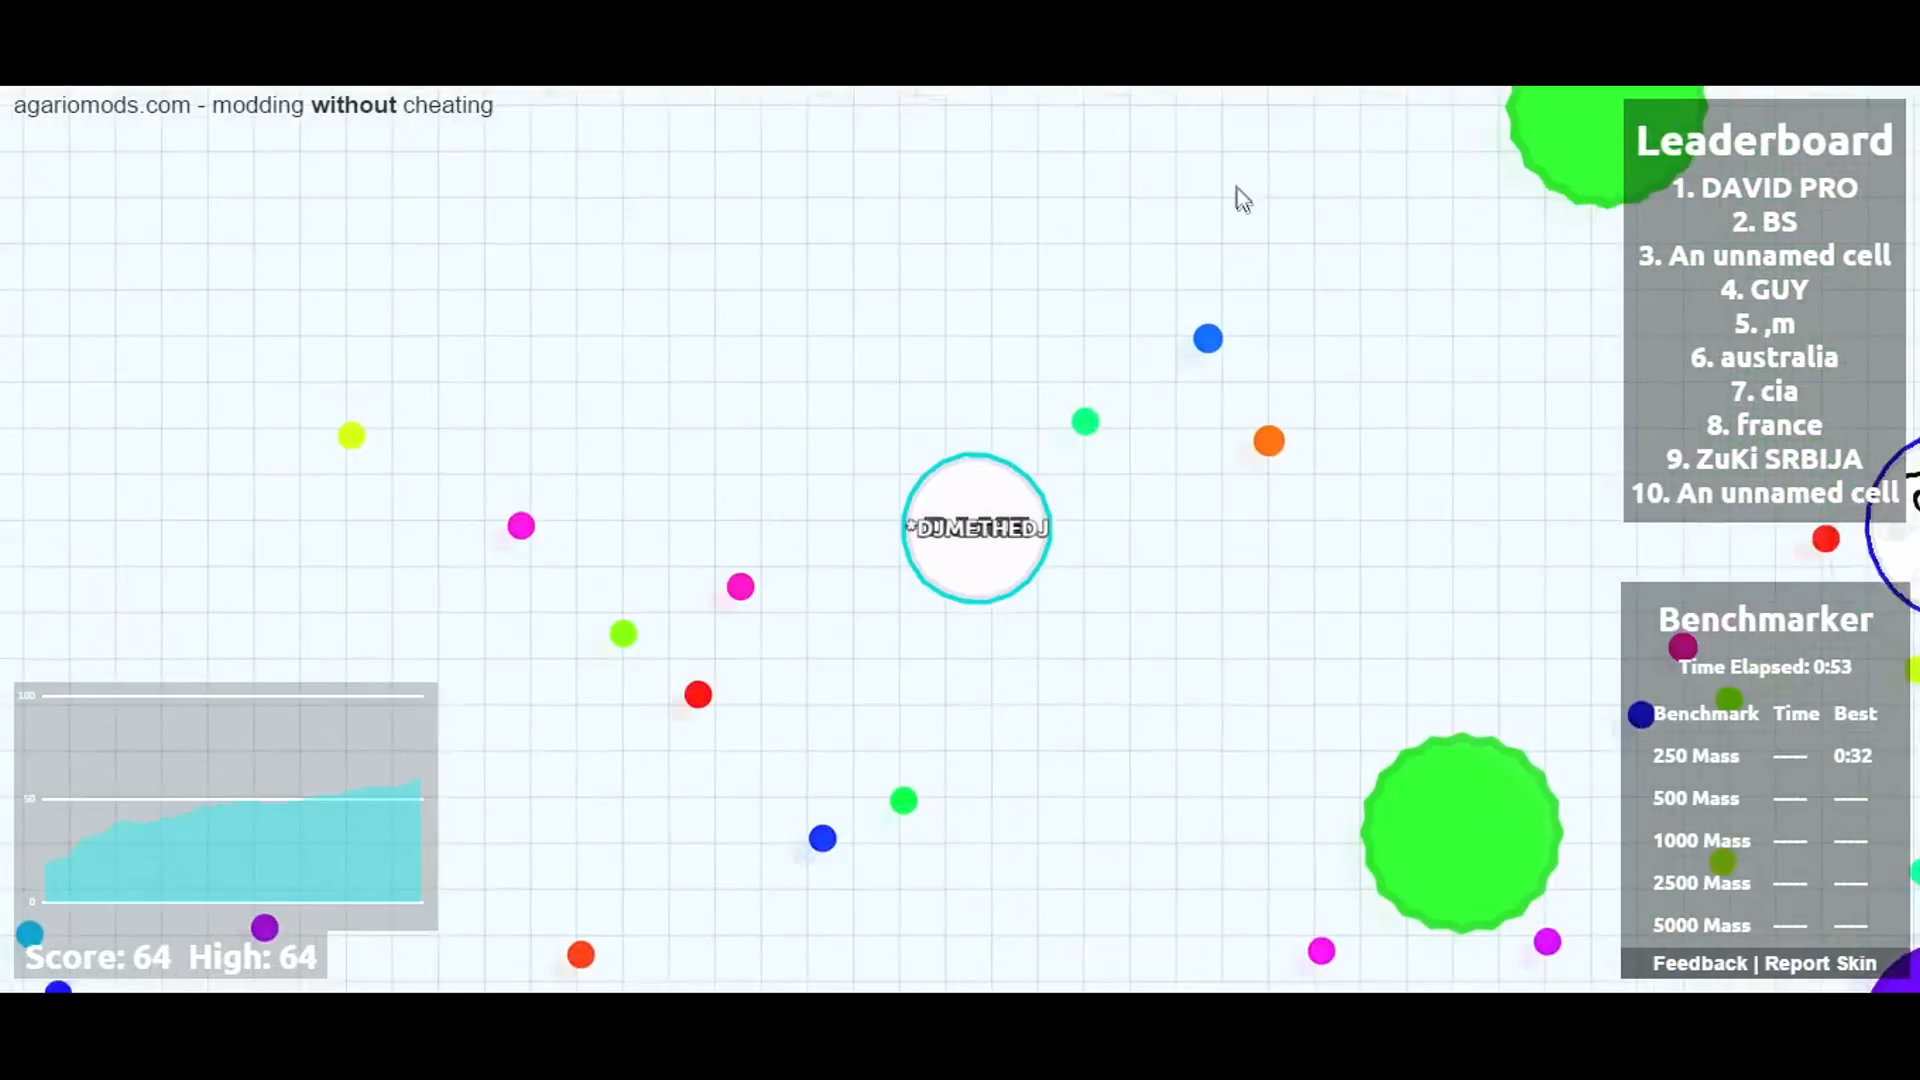 agariomods.com - modding without cheating
Leaderboard
1. DAVID PRO
2. BS
3. An unnamed cell
4. GUY
5. ,m
6. australia
7. cia
8. france
9. ZuKi SRBIJA
10. An unnamed cell
*DJMETHEDJ
Benchmarker
Time Elapsed: 0:53
Benchmark Time Best
250 Mass —— 0:32
500 Mass —— ——
1000 Mass —— ——
2500 Mass —— ——
5000 Mass —— ——
Feedback | Report Skin
100
50
0
Score: 64 High: 64